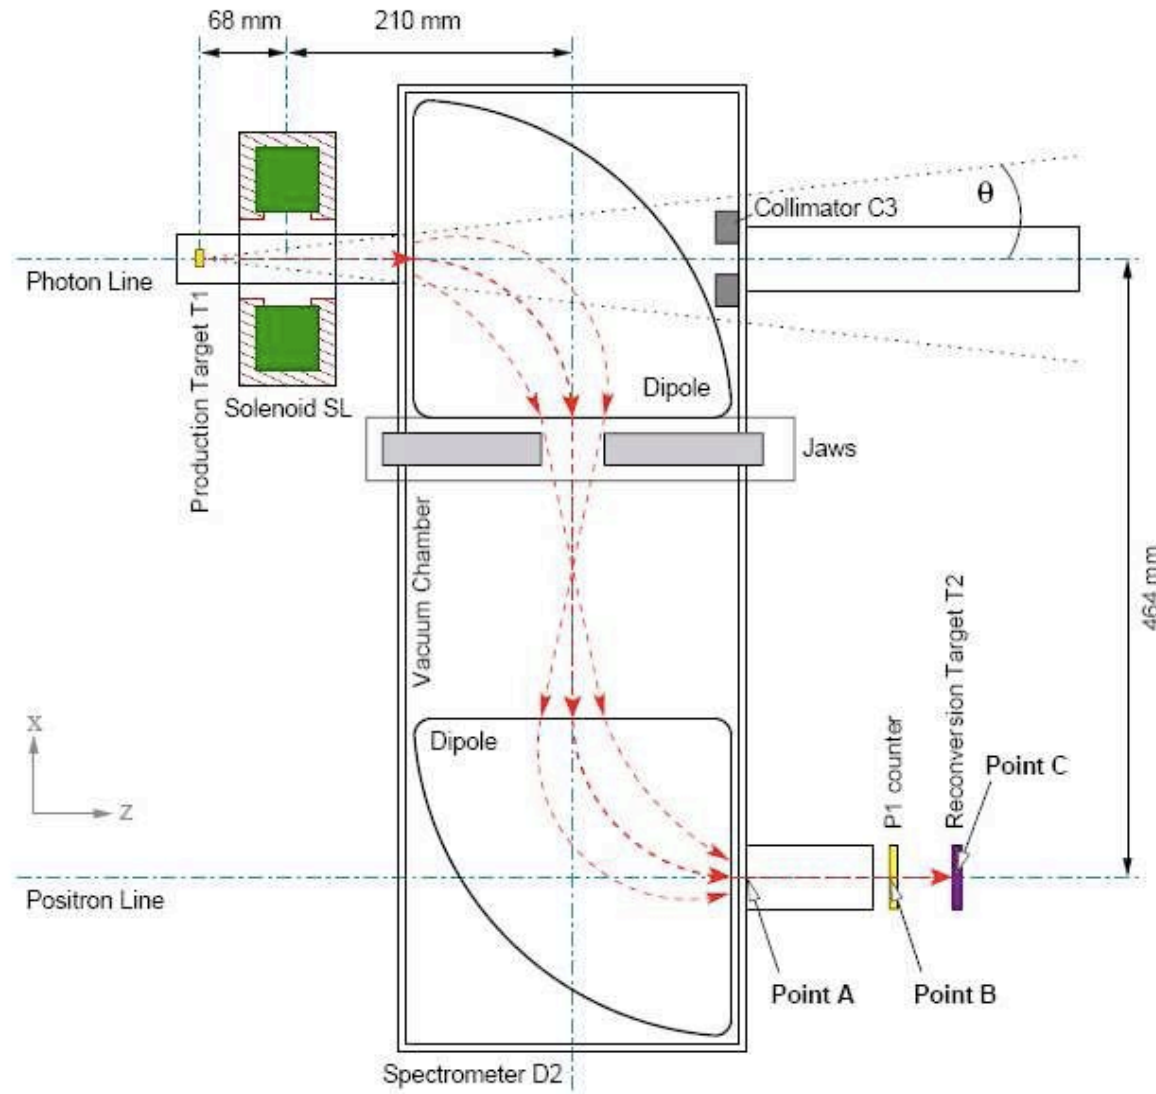 68 mm
210 mm
θ
Collimator C3
Photon Line
Production Target T1
Solenoid SL
Dipole
Jaws
Vacuum Chamber
464 mm
X
Z
Dipole
P1 counter
Reconversion Target T2
Point C
Positron Line
Point A
Point B
Spectrometer D2